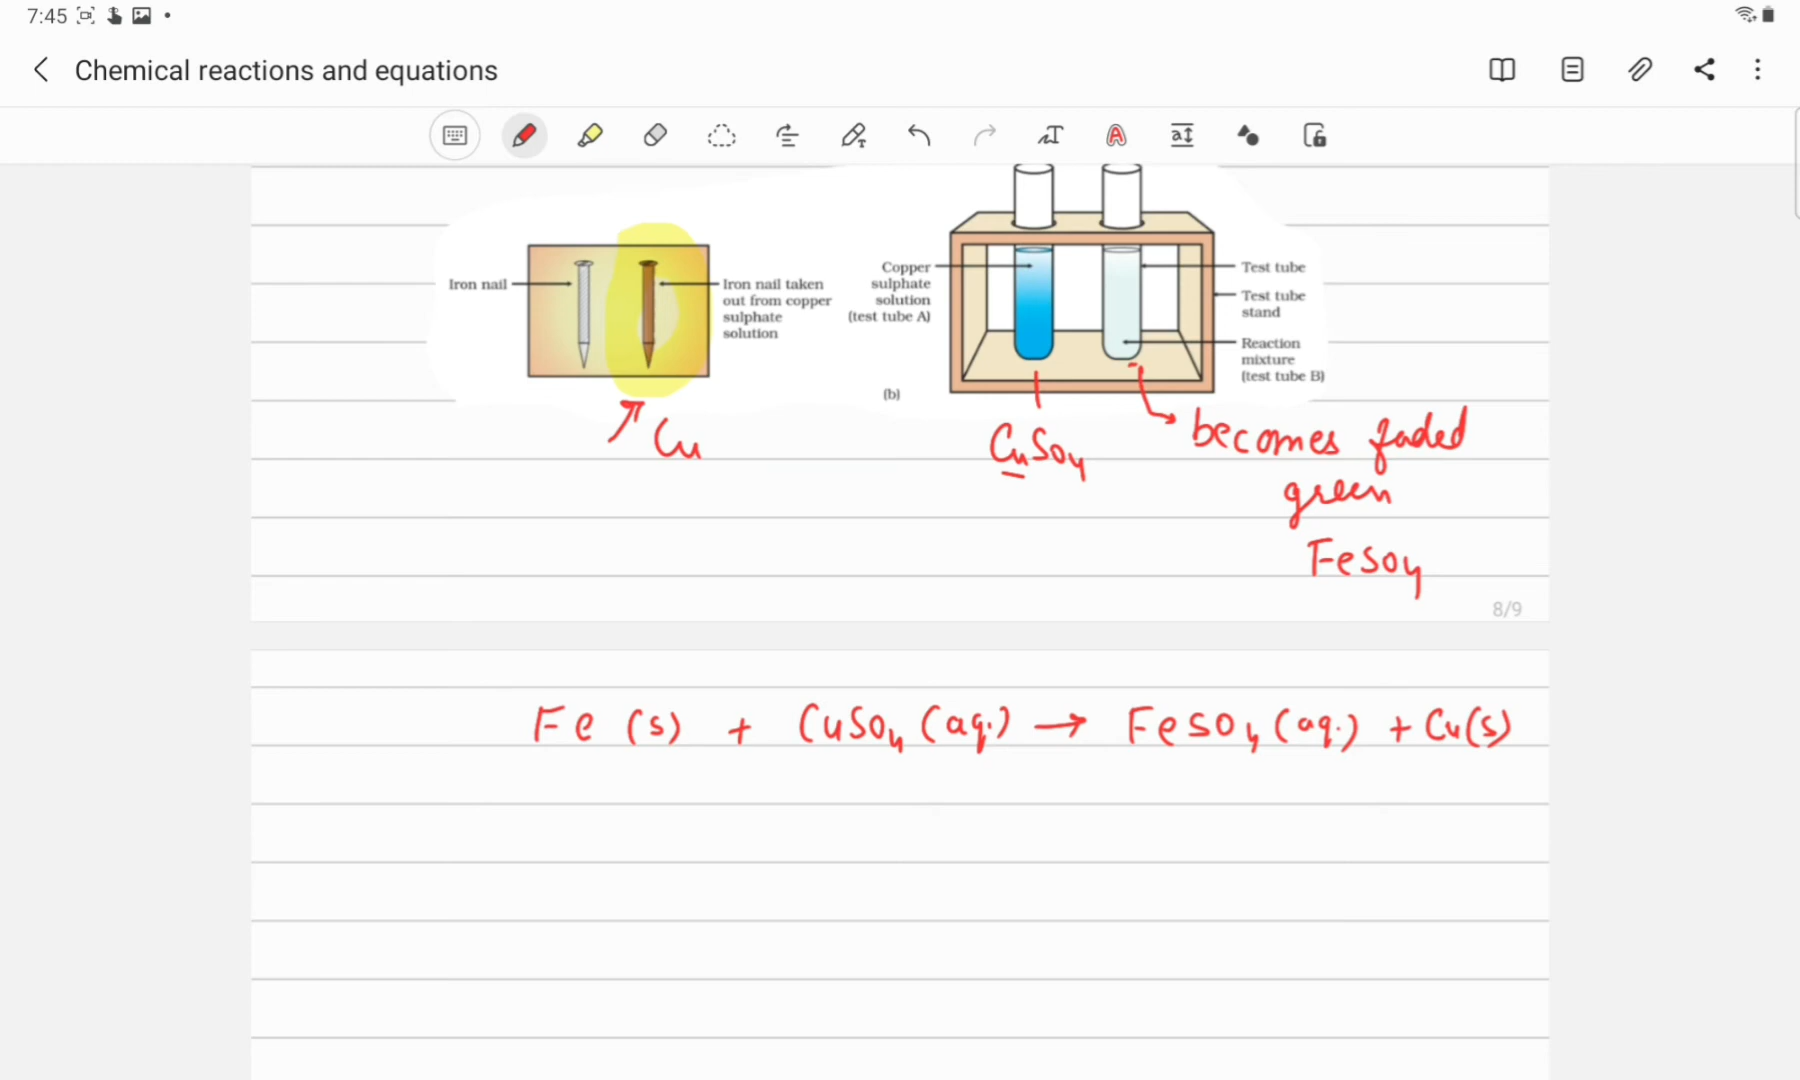 7:45
Chemical reactions and equations
Iron nail
Iron nail taken
out from copper
sulphate
solution
Copper
sulphate
solution
(test tube A)
Test tube
Test tube
stand
Reaction
mixture
(test tube B)
(b)
Cu
CuSO4
becomes faded
green
FeSO4
8/9
Fe (s) + CuSO4 (aq.) → FeSO4 (aq.) + Cu(s)